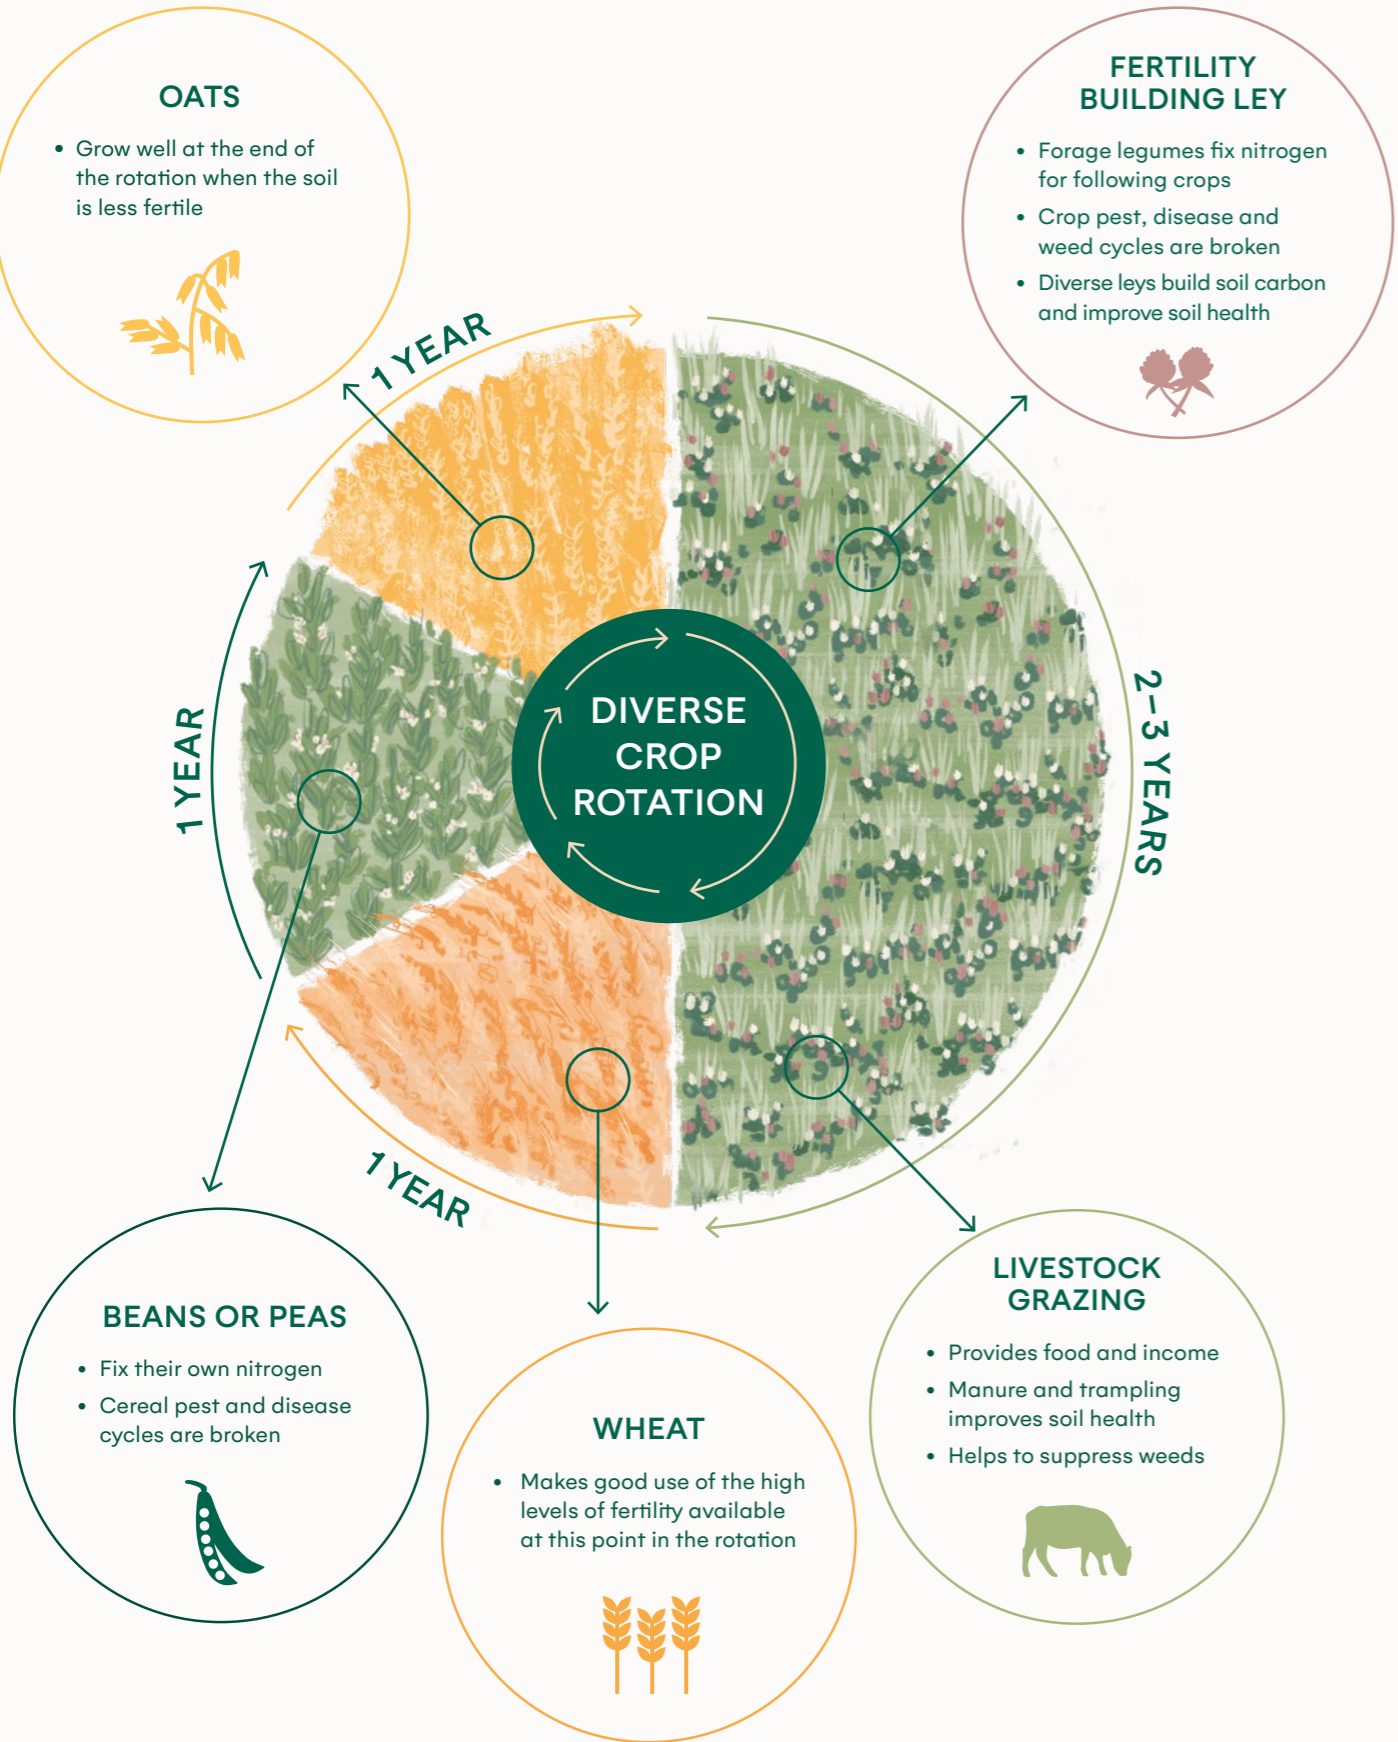 OATS
• Grow well at the end of
the rotation when the soil
is less fertile
FERTILITY
BUILDING LEY
• Forage legumes fix nitrogen
for following crops
• Crop pest, disease and
weed cycles are broken
• Diverse leys build soil carbon
and improve soil health
1 YEAR
2–3 YEARS
1 YEAR
1 YEAR
DIVERSE
CROP
ROTATION
BEANS OR PEAS
• Fix their own nitrogen
• Cereal pest and disease
cycles are broken
WHEAT
• Makes good use of the high
levels of fertility available
at this point in the rotation
LIVESTOCK
GRAZING
• Provides food and income
• Manure and trampling
improves soil health
• Helps to suppress weeds